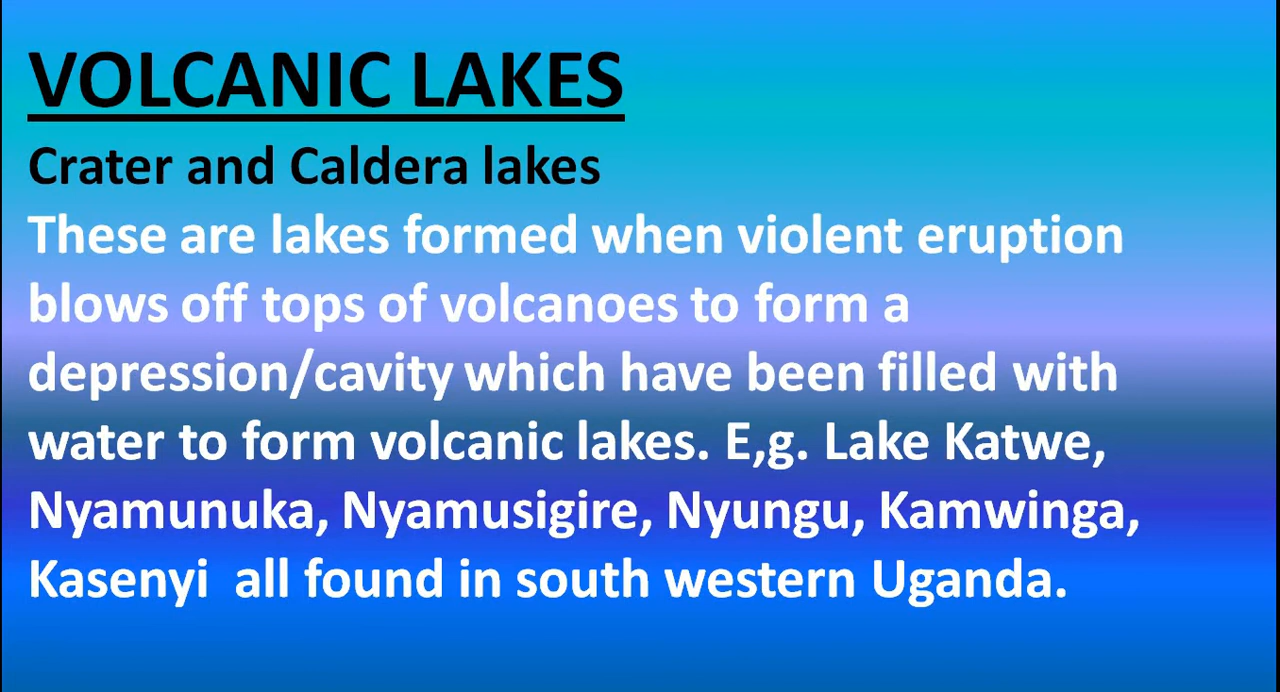 VOLCANIC LAKES
Crater and Caldera lakes
These are lakes formed when violent eruption
blows off tops of volcanoes to form a
depression/cavity which have been filled with
water to form volcanic lakes. E,g. Lake Katwe,
Nyamunuka, Nyamusigire, Nyungu, Kamwinga,
Kasenyi  all found in south western Uganda.